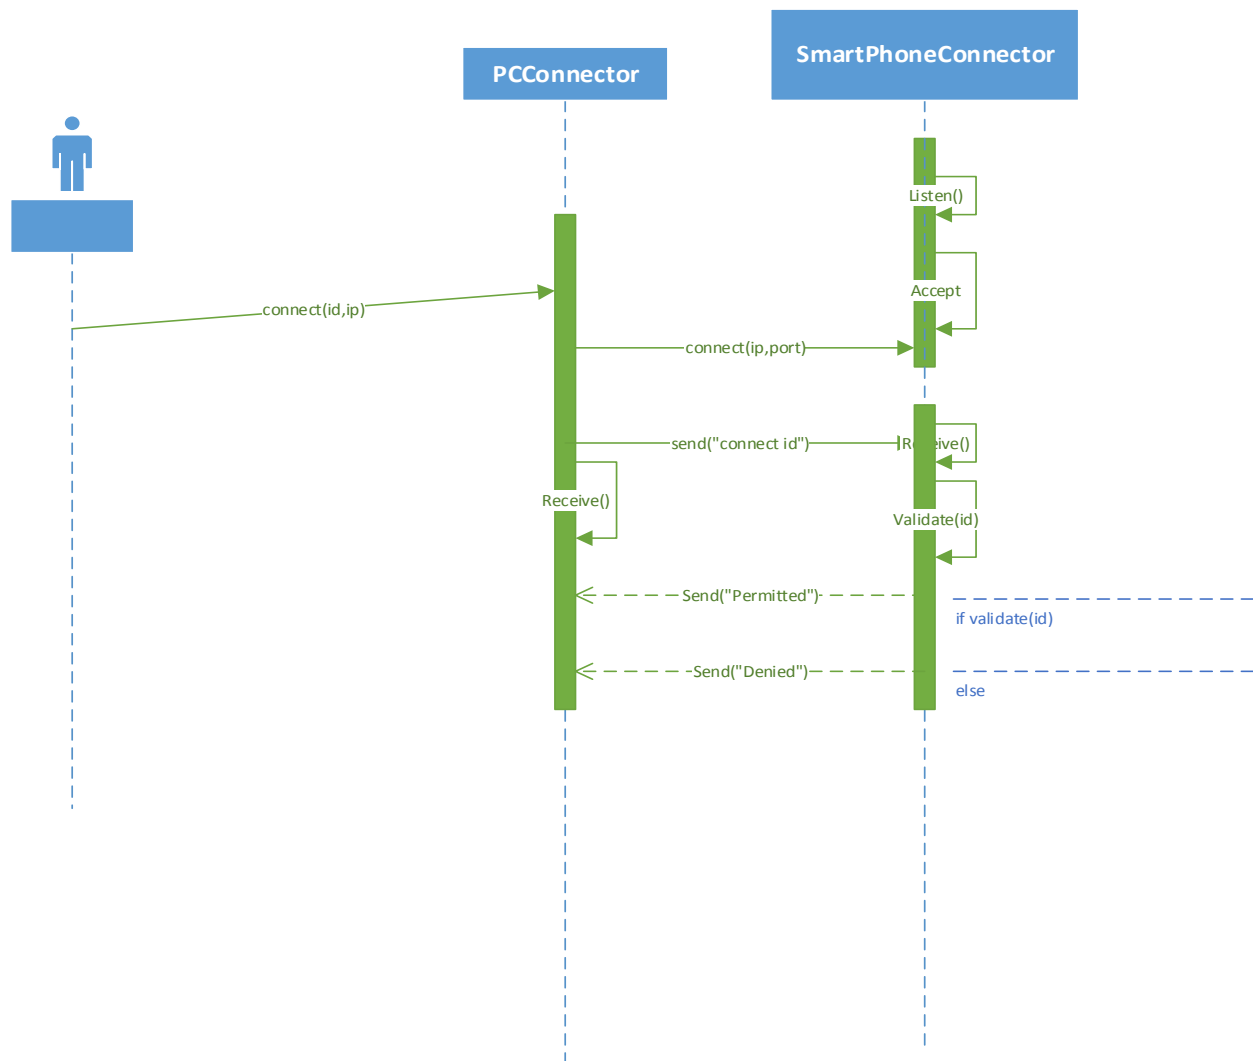 SmartPhoneConnector
PCConnector
Listen()
Accept
connect(id,ip)
connect(ip,port)
send("connect id")
Receive()
Receive()
Validate(id)
Send("Permitted")
if validate(id)
Send("Denied")
else